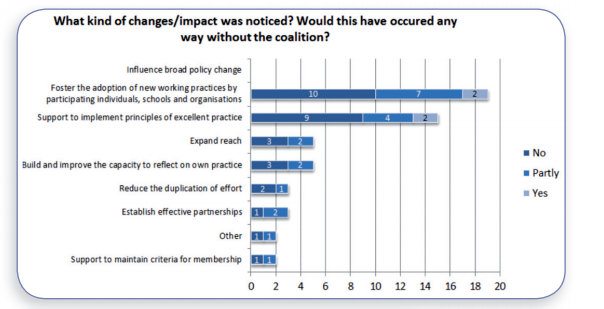 What kind of changes/impact was noticed? Would this have occured any
way without the coalition?
Influence broad policy change
Foster the adoption of new working practices by
participating individuals, schools and organisations
10 7 2
Support to implement principles of excellent practice
9 4 2
Expand reach
3 2
Build and improve the capacity to reflect on own practice
3 2
Reduce the duplication of effort
2 1
Establish effective partnerships
1 2
Other
1 1
Support to maintain criteria for membership
1 1
0 2 4 6 8 10 12 14 16 18 20
No
Partly
Yes